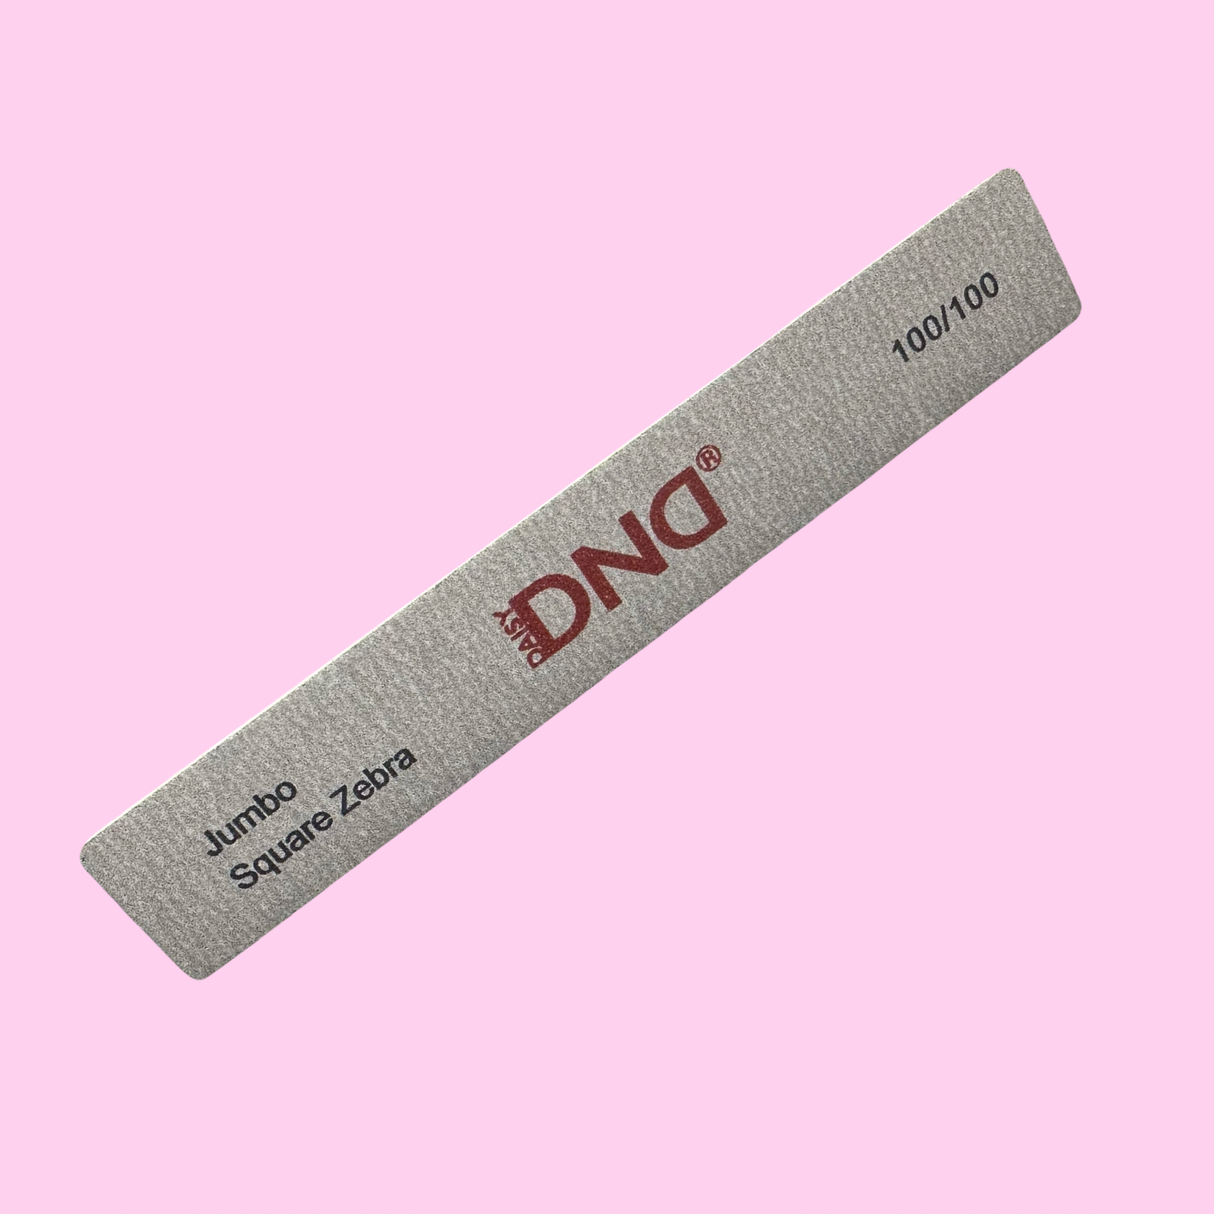 Jumbo
Square Zebra
DAISY
DND®
100/100